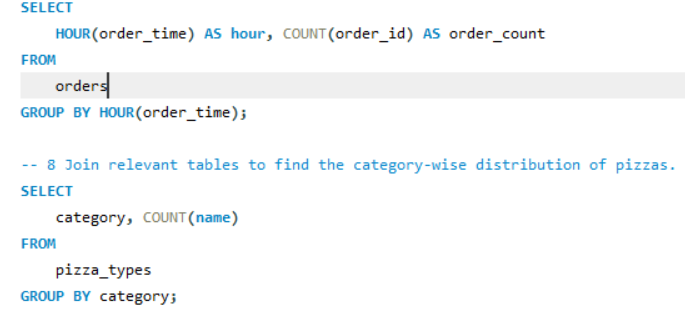 SELECT
HOUR(order_time) AS hour, COUNT(order_id) AS order_count
FROM
orders
GROUP BY HOUR(order_time);
-- 8 Join relevant tables to find the category-wise distribution of pizzas.
SELECT
category, COUNT(name)
FROM
pizza_types
GROUP BY category;